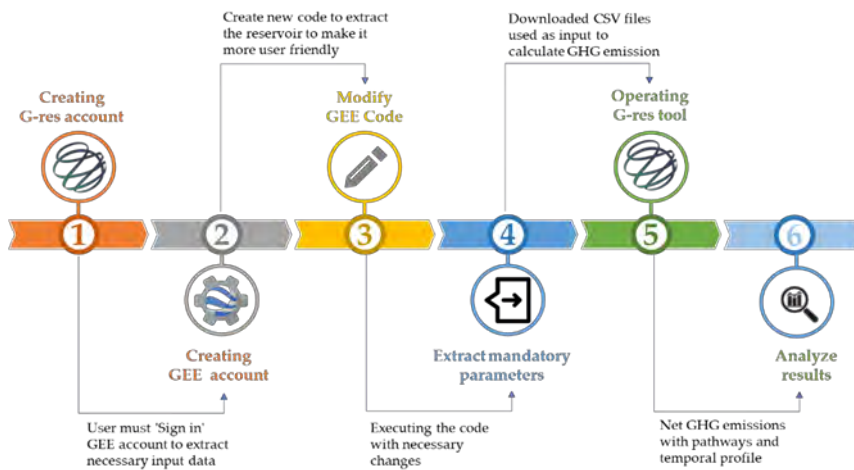 Create new code to extract
the reservoir to make it
more user friendly
Downloaded CSV files
used as input to
calculate GHG emission
Creating
G-res account
Modify
GEE Code
Operating
G-res tool
1
2
3
4
5
6
Creating
GEE account
Extract mandatory
parameters
Analyze
results
User must 'Sign in'
GEE account to extract
necessary input data
Executing the code
with necessary
changes
Net GHG emissions
with pathways and
temporal profile